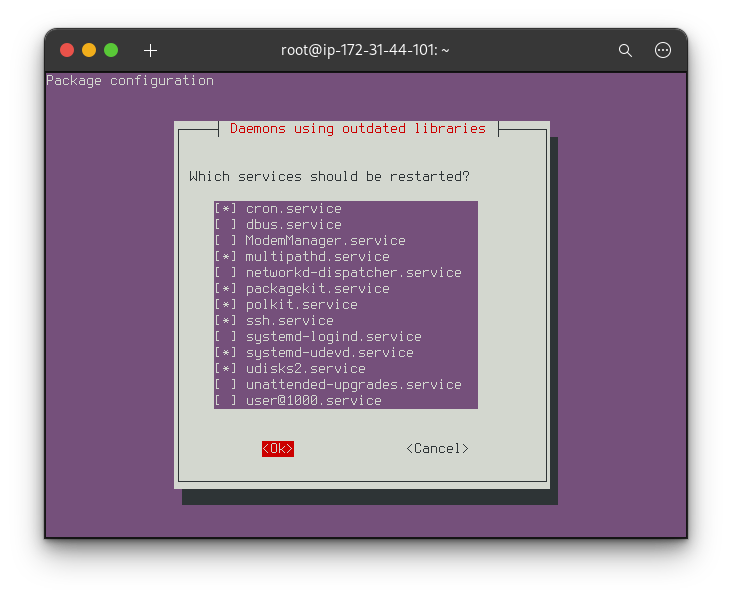 root@ip-172-31-44-101: ~
Package configuration
Daemons using outdated libraries
Which services should be restarted?
[*] cron.service
[ ] dbus.service
[ ] ModemManager.service
[*] multipathd.service
[ ] networkd-dispatcher.service
[*] packagekit.service
[*] polkit.service
[*] ssh.service
[ ] systemd-logind.service
[*] systemd-udevd.service
[*] udisks2.service
[ ] unattended-upgrades.service
[ ] user@1000.service
<Ok> <Cancel>